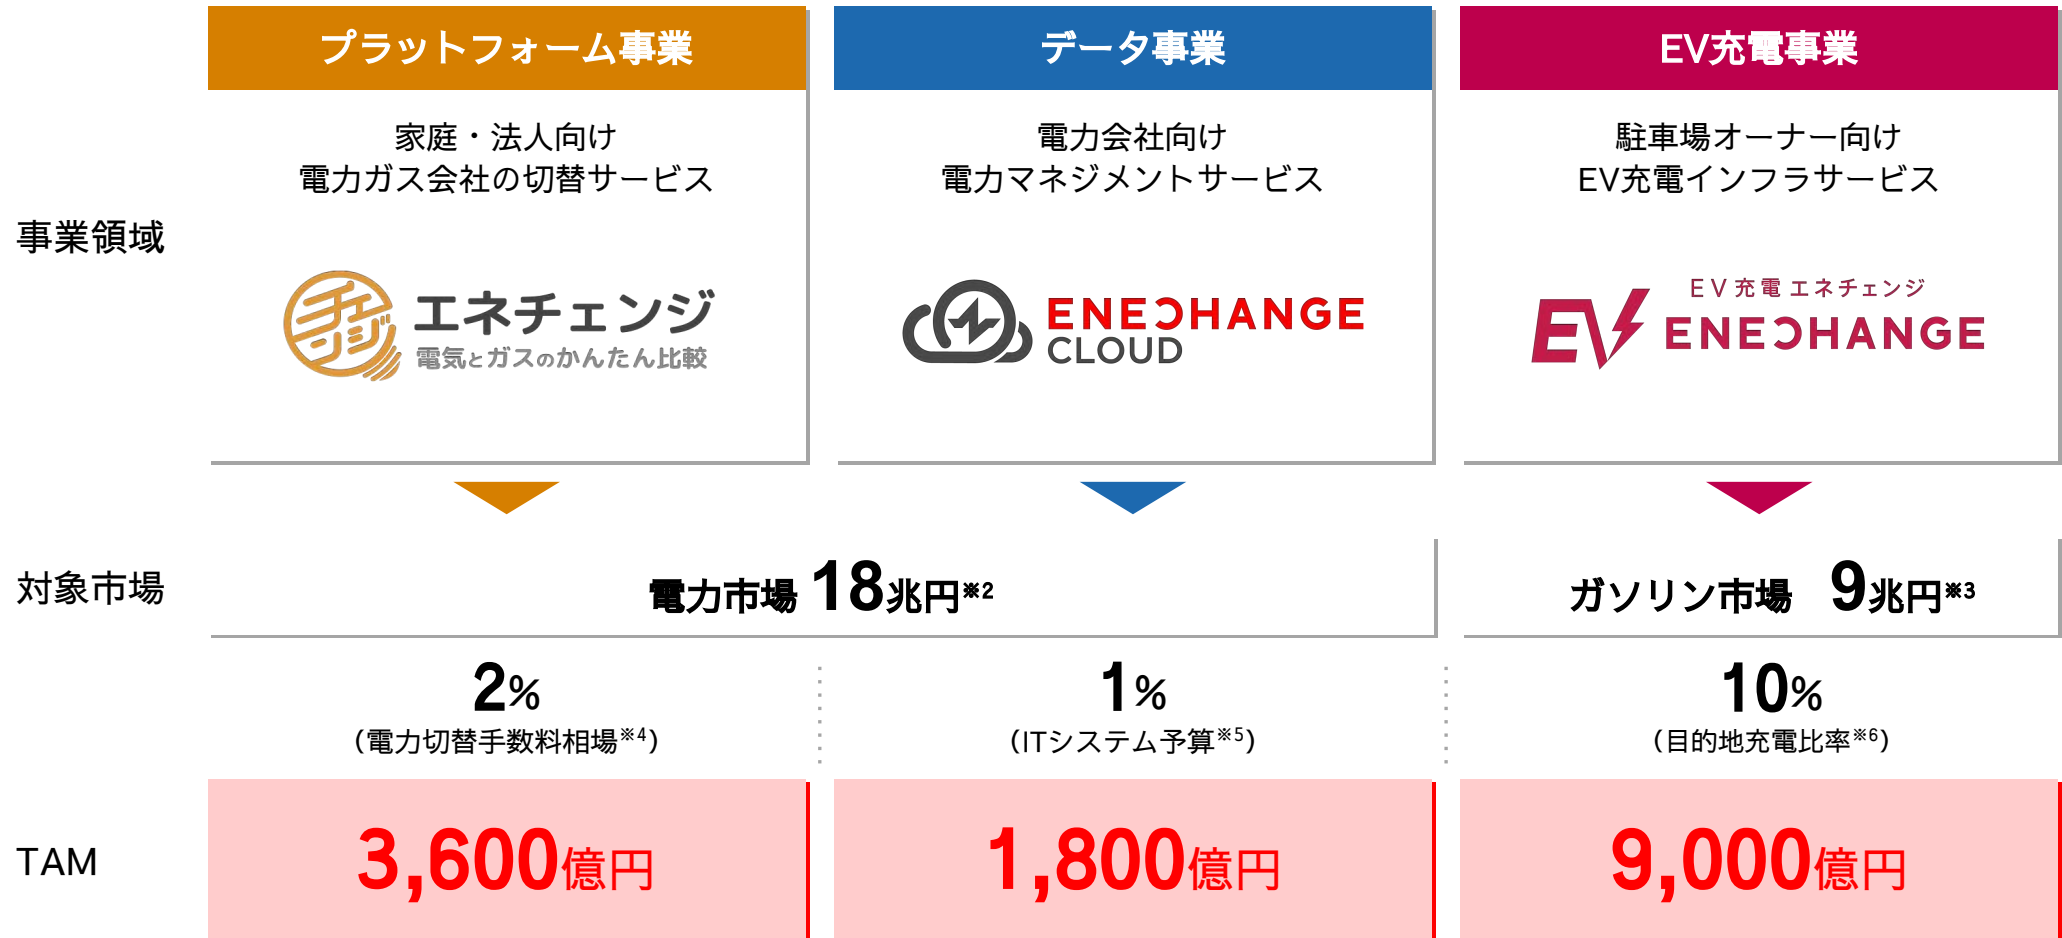 プラットフォーム事業
データ事業
EV充電事業
事業領域
家庭・法人向け
電力ガス会社の切替サービス
チェンジ
エネチェンジ
電気とガスのかんたん比較
電力会社向け
電力マネジメントサービス
ENECHANGE
CLOUD
駐車場オーナー向け
EV充電インフラサービス
EV
EV充電エネチェンジ
ENECHANGE
対象市場
電力市場 18兆円※2
ガソリン市場 9兆円※3
2%
（電力切替手数料相場※4）
1%
（ITシステム予算※5）
10%
（目的地充電比率※6）
TAM
3,600億円
1,800億円
9,000億円